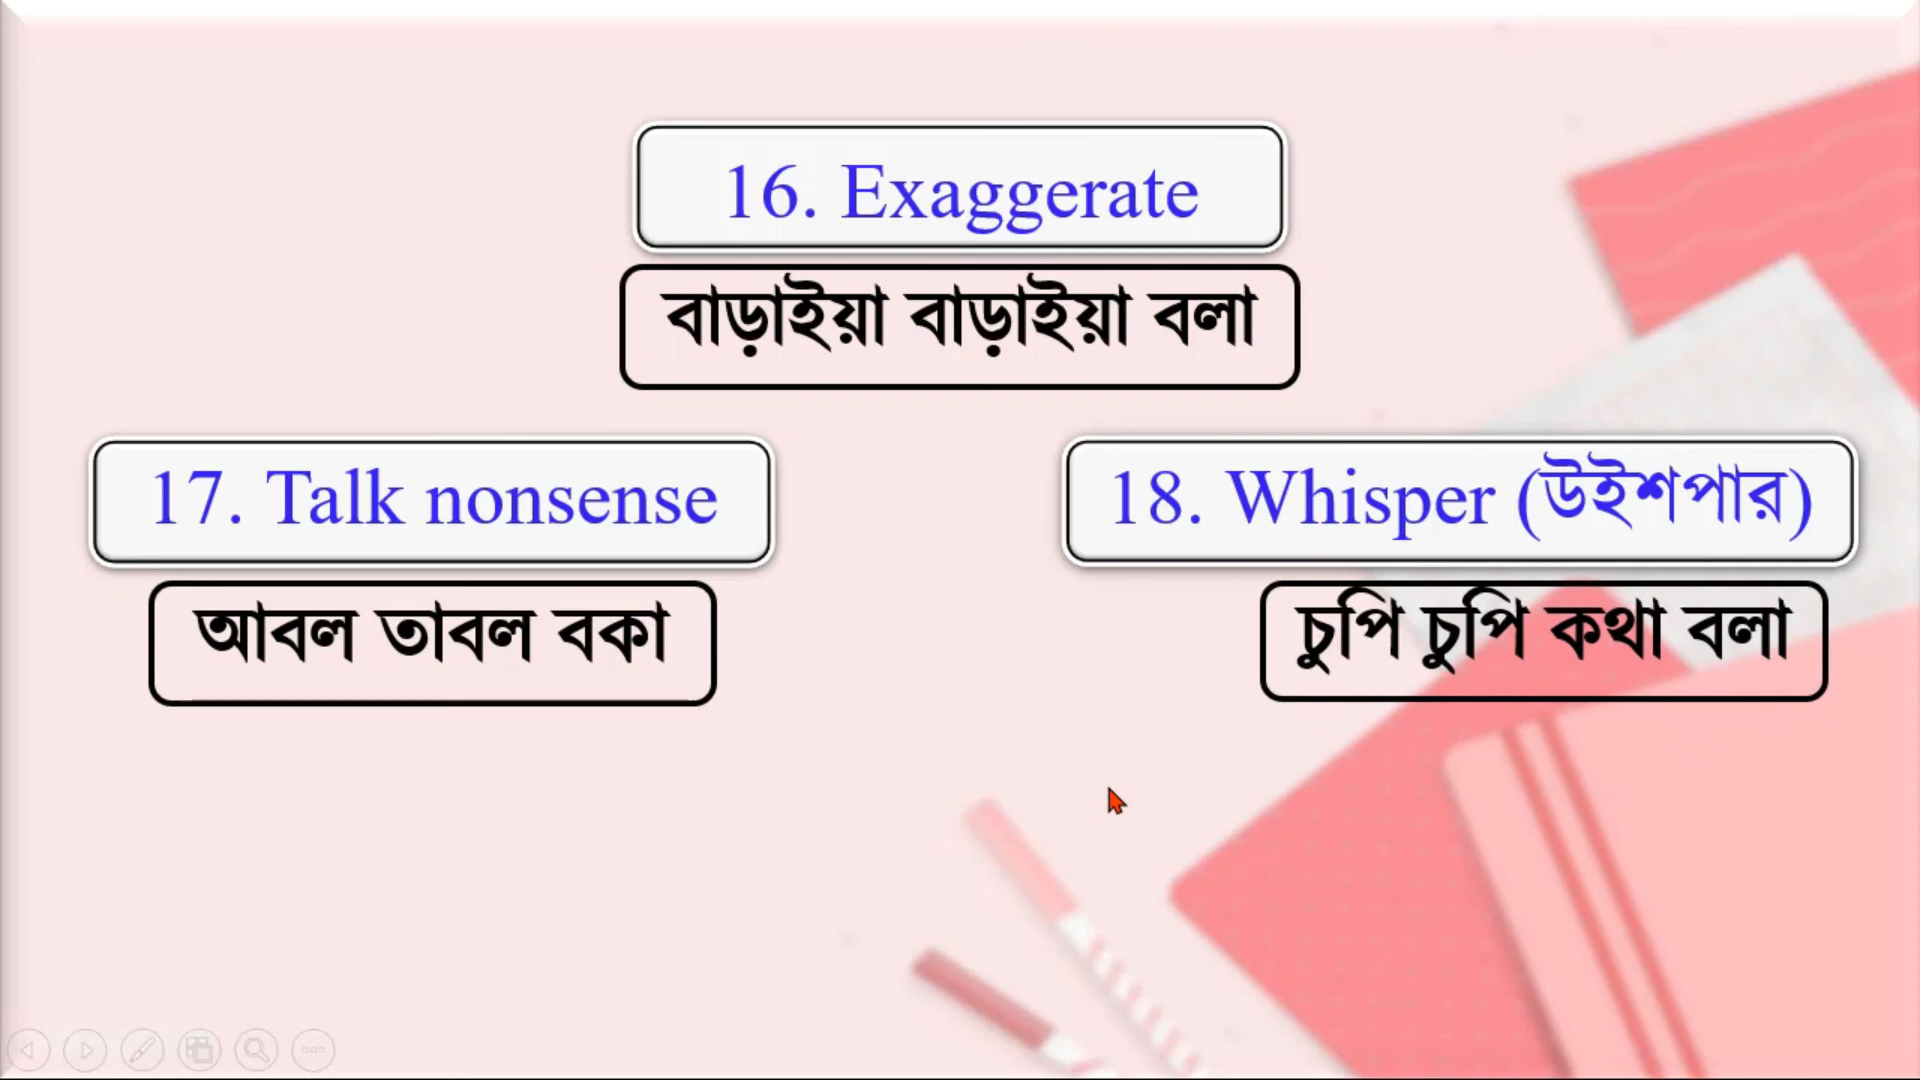 16. Exaggerate
বাড়াইয়া বাড়াইয়া বলা
17. Talk nonsense
আবল তাবল বকা
18. Whisper (উইশপার)
চুপি চুপি কথা বলা